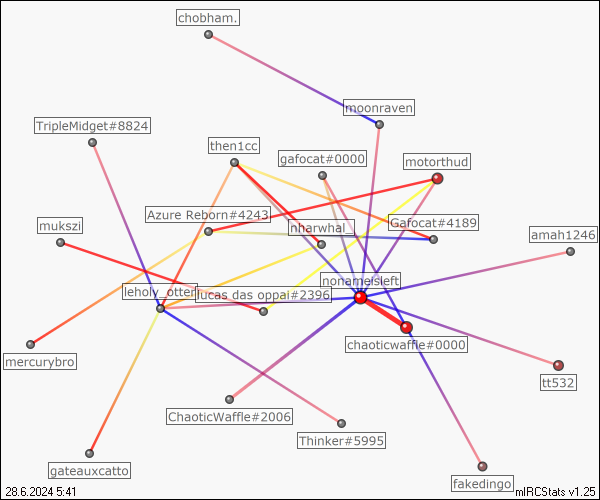 chobham.
moonraven
TripleMidget#8824
then1cc
gafocat#0000
motorthud
Azure Reborn#4243
Gafocat#4189
mukszi
nharwhal_
amah1246
nonameisleft
leholy_otter
lucas das oppai#2396
chaoticwaffle#0000
mercurybro
tt532
ChaoticWaffle#2006
Thinker#5995
gateauxcatto
fakedingo
28.6.2024 5:41
mIRCStats v1.25